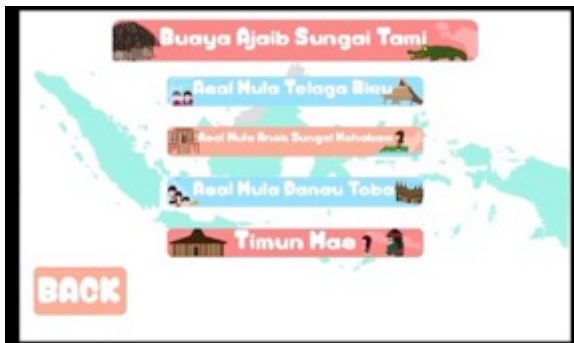 Buaya Ajaib Sungai Tami
Asal Mula Telaga Biru
Asal Mula Anak Sungai Mahakam
Asal Mula Danau Toba
Timun Mas
BACK